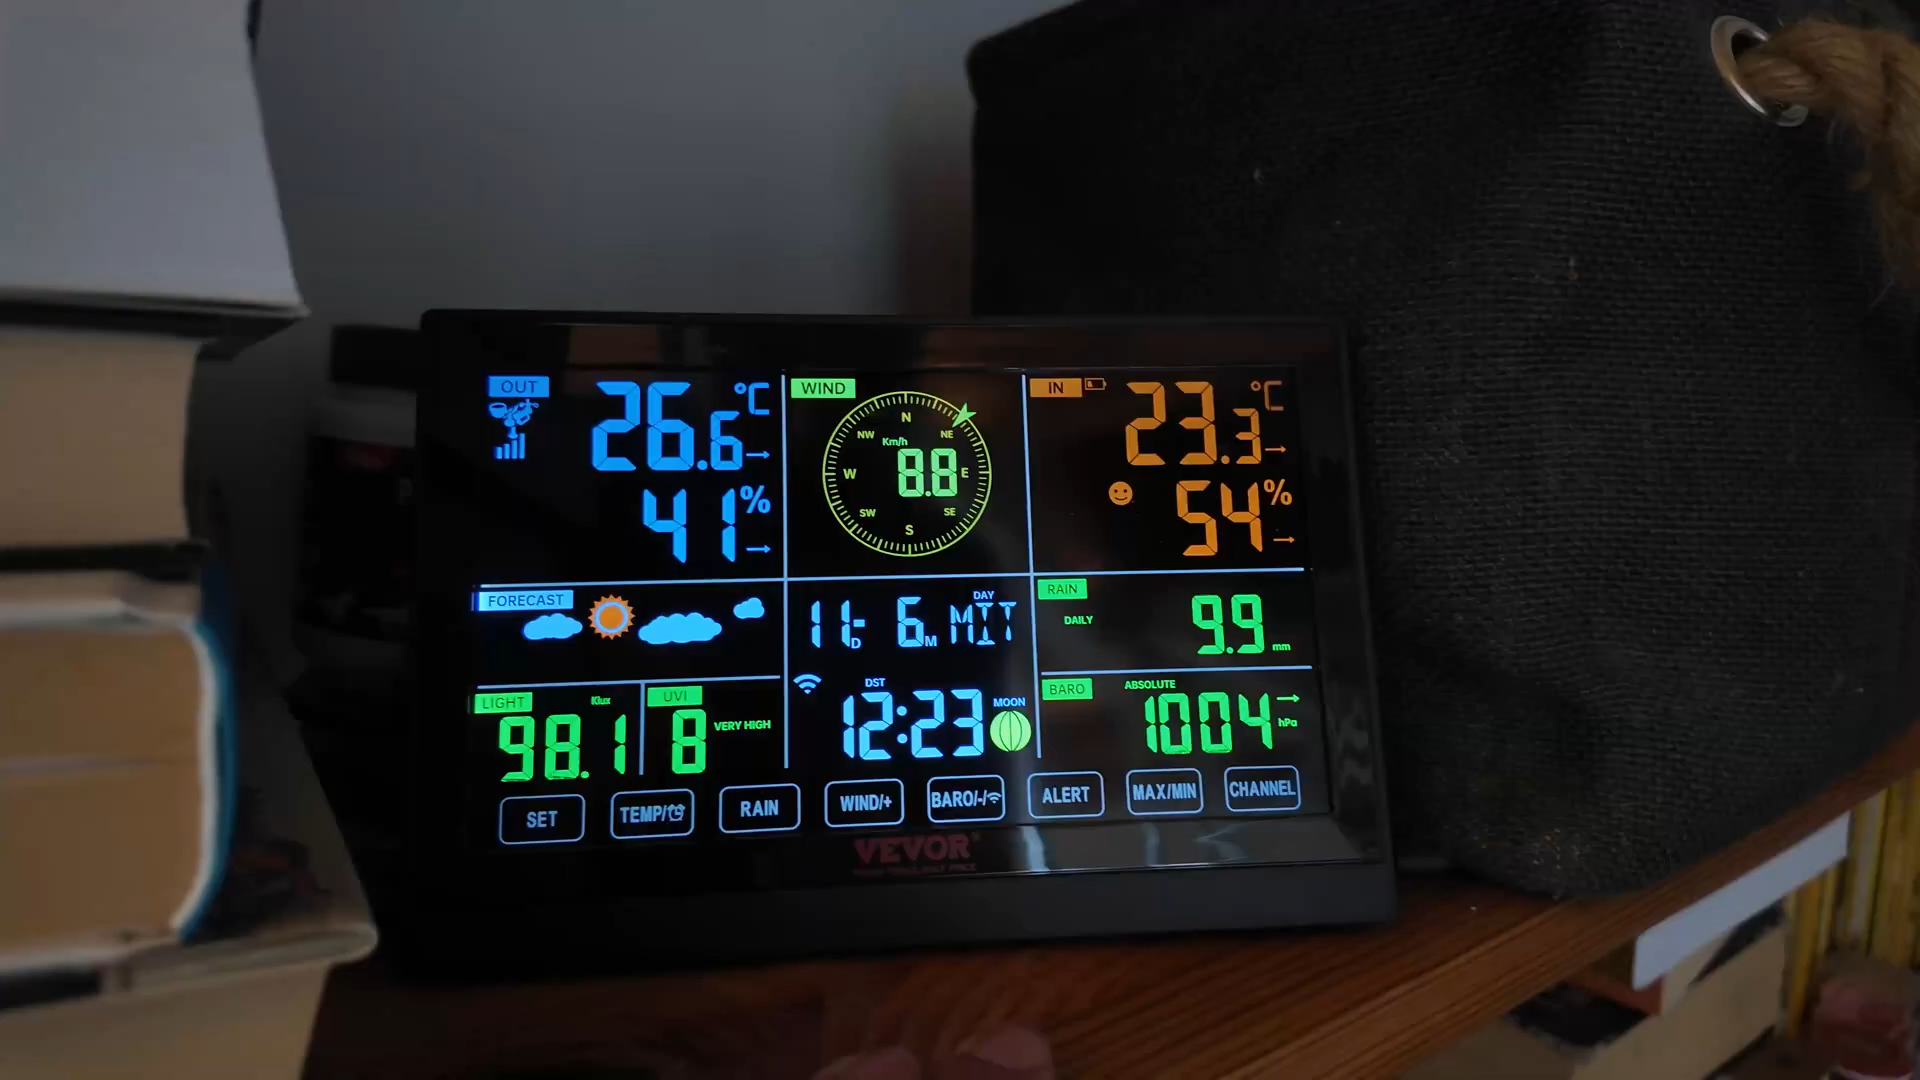 OUT
26.6 °C
41 %
WIND
N
NW NE
Km/h
8.8
W E
SW SE
S
IN
23.3 °C
54 %
FORECAST
DAY
11 D 6 M MIT
RAIN
DAILY
9.9 mm
LIGHT
Klux
98.1
UVI
8 VERY HIGH
DST
12:23
MOON
BARO
ABSOLUTE
1004 hPa
SET
TEMP/
RAIN
WIND/+
BARO/-/
ALERT
MAX/MIN
CHANNEL
VEVOR